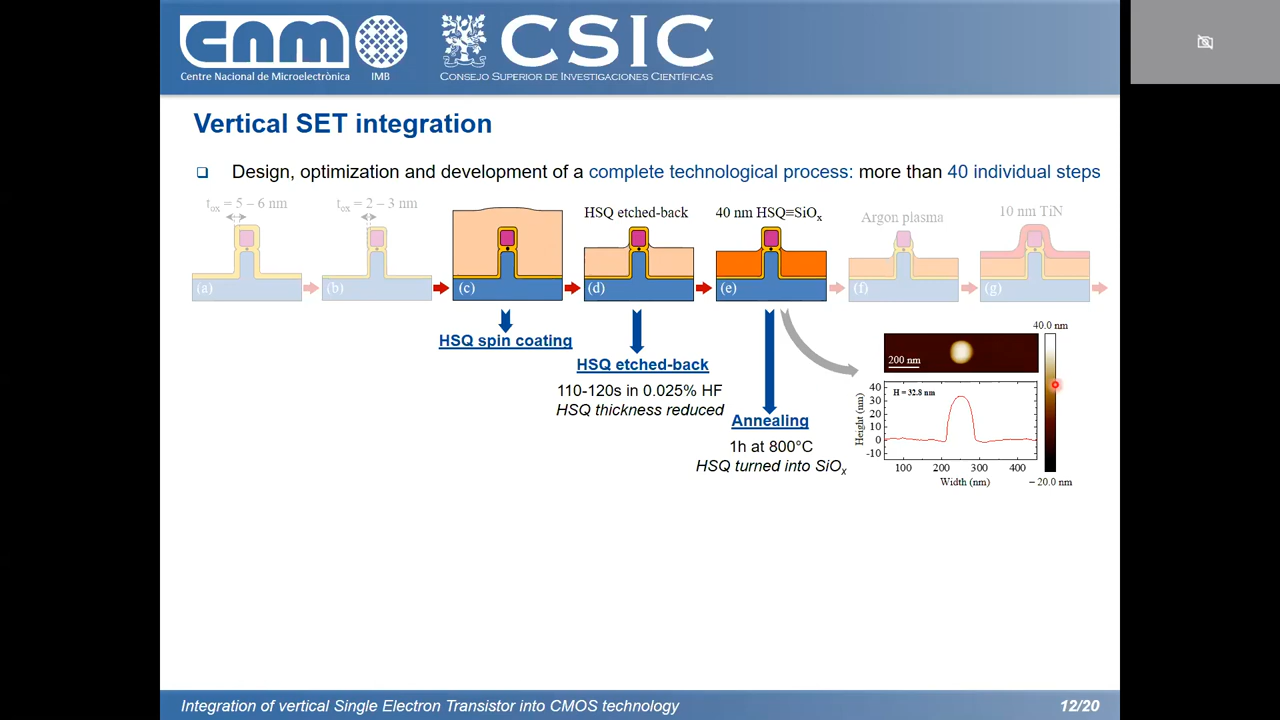 cnm
Centre Nacional de Microelectrònica
IMB
CSIC
CONSEJO SUPERIOR DE INVESTIGACIONES CIENTÍFICAS
Vertical SET integration
❑ Design, optimization and development of a complete technological process: more than 40 individual steps
tox = 5 – 6 nm
tox = 2 – 3 nm
HSQ etched-back
40 nm HSQ≡SiOx
Argon plasma
10 nm TiN
(a)
(b)
(c)
(d)
(e)
(f)
(g)
HSQ spin coating
HSQ etched-back
110-120s in 0.025% HF
HSQ thickness reduced
Annealing
1h at 800°C
HSQ turned into SiOx
40.0 nm
200 nm
− 20.0 nm
H = 32.8 nm
Height (nm)
40
30
20
10
0
-10
100 200 300 400
Width (nm)
Integration of vertical Single Electron Transistor into CMOS technology
12/20